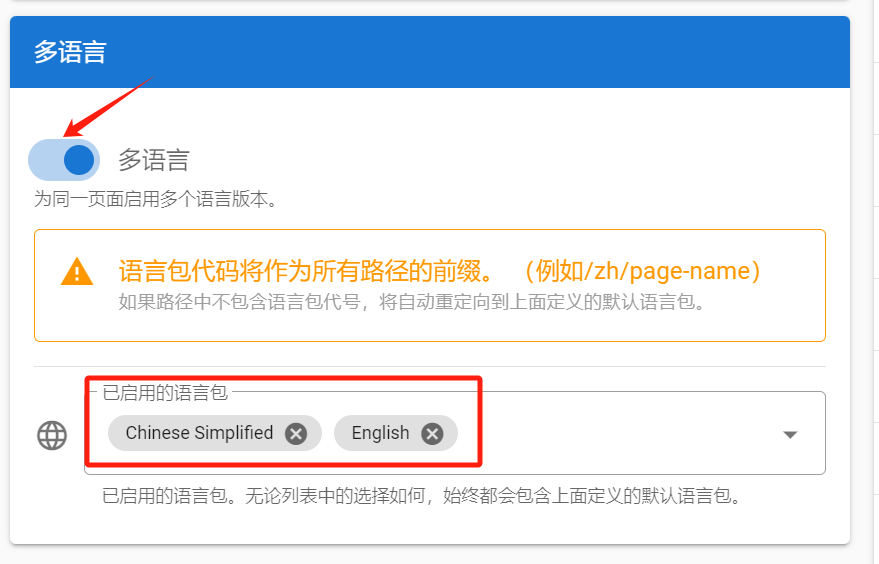 多语言
多语言
为同一页面启用多个语言版本。
语言包代码将作为所有路径的前缀。（例如/zh/page-name）
如果路径中不包含语言包代号，将自动重定向到上面定义的默认语言包。
已启用的语言包
Chinese Simplified English
已启用的语言包。无论列表中的选择如何，始终都会包含上面定义的默认语言包。